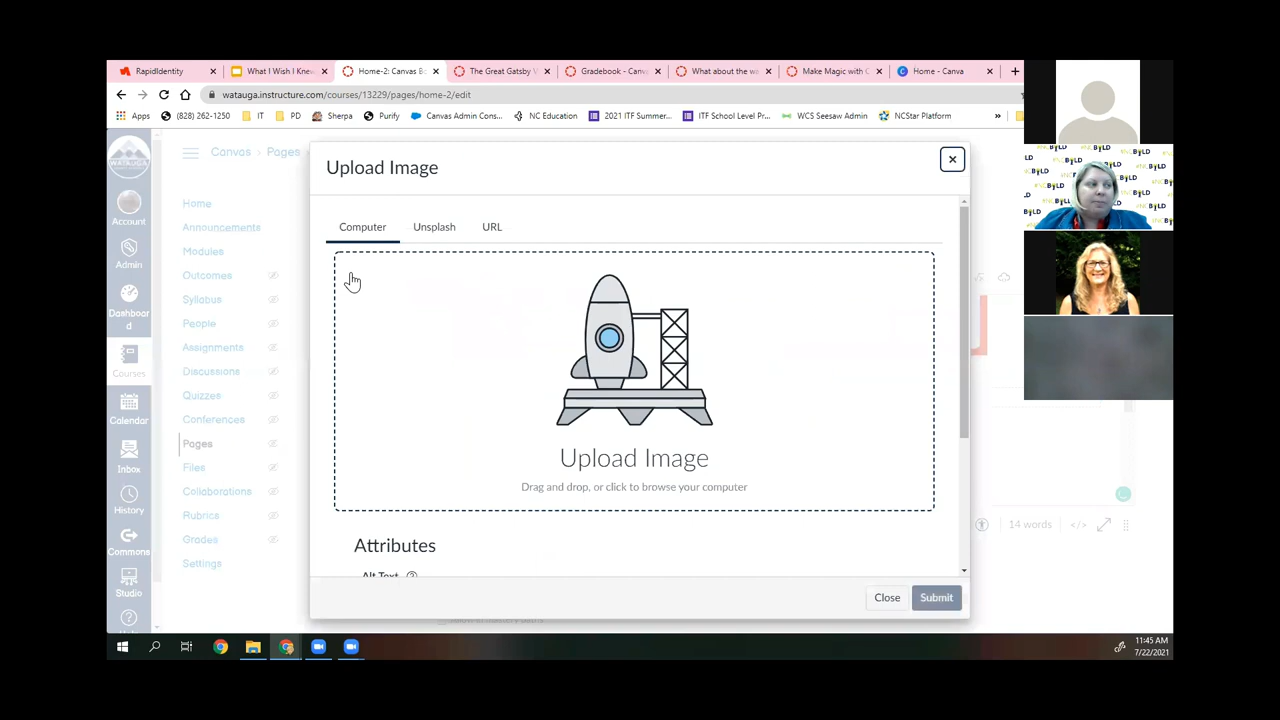 RapidIdentity
What I Wish I Knew
Home-2: Canvas B
The Great Gatsby V
Gradebook - Canv
What about the wa
Make Magic with C
Home - Canva
watauga.instructure.com/courses/13229/pages/home-2/edit
Apps
(828) 262-1250
IT
PD
Sherpa
Purify
Canvas Admin Cons...
NC Education
2021 ITF Summer...
ITF School Level Pr...
WCS Seesaw Admin
NCStar Platform
»
WATAUGA
Account
Admin
Dashboar
d
Courses
Calendar
Inbox
History
Commons
Studio
Canvas > Pages
Home
Announcements
Modules
Outcomes
Syllabus
People
Assignments
Discussions
Quizzes
Conferences
Pages
Files
Collaborations
Rubrics
Grades
Settings
Upload Image
Computer
Unsplash
URL
Upload Image
Drag and drop, or click to browse your computer
Attributes
Alt Text
Close
Submit
14 words
</>
#NCBOLD
11:45 AM
7/22/2021